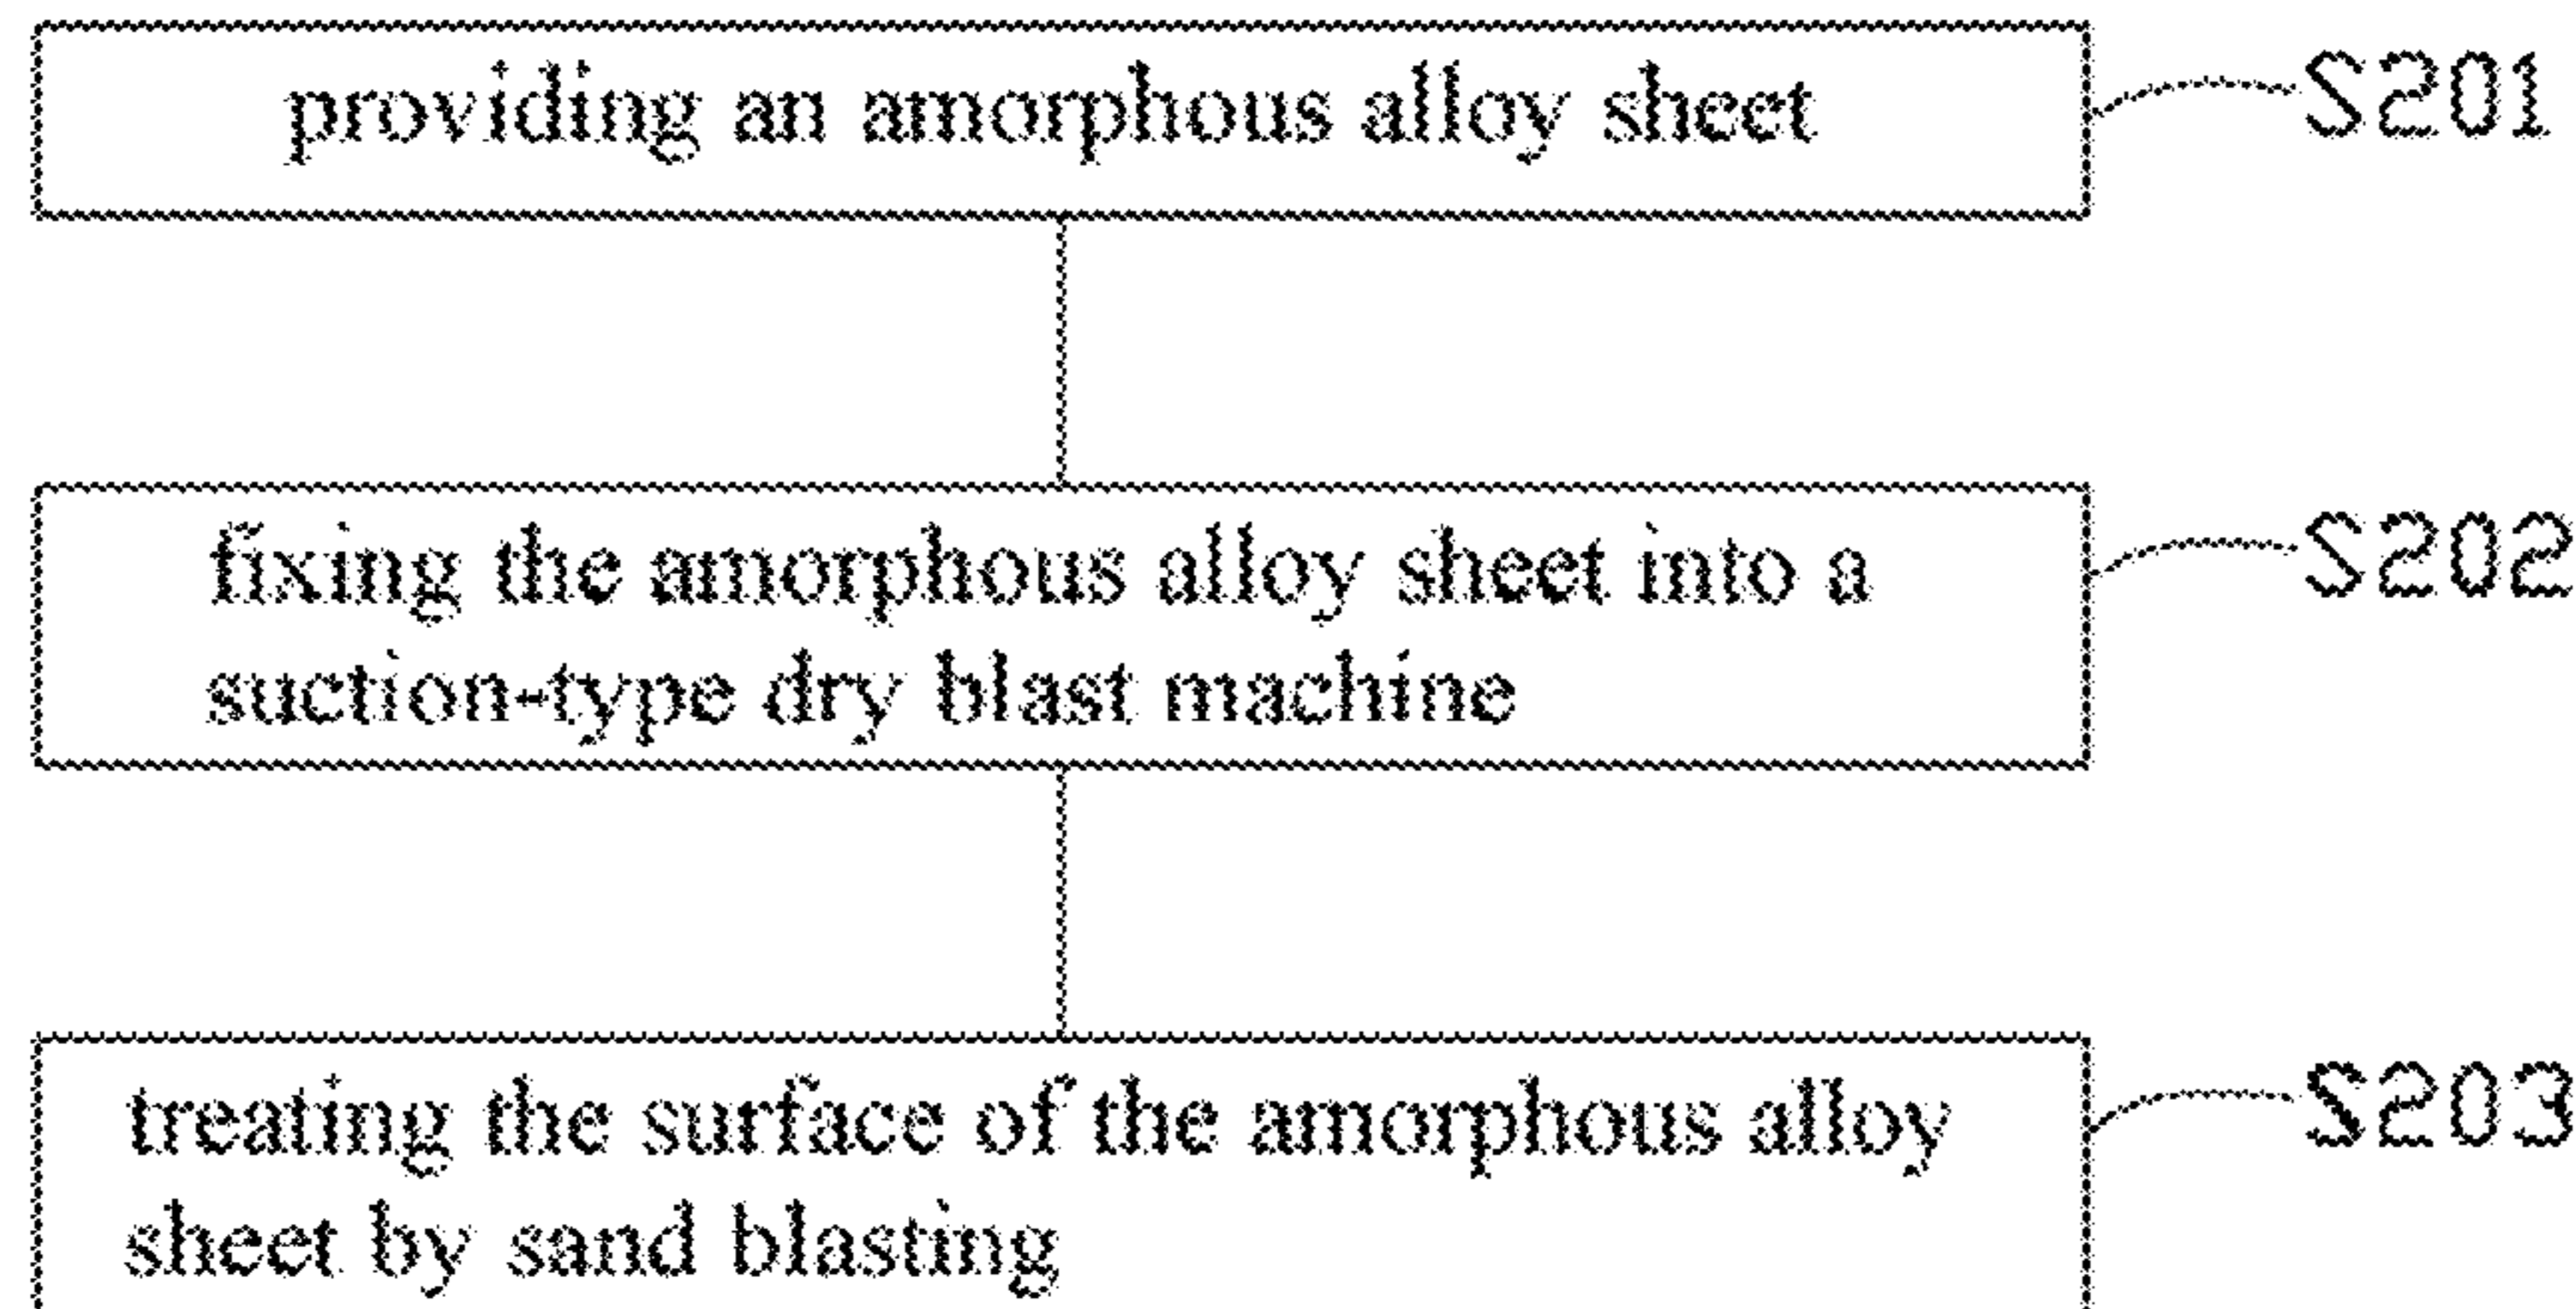 providing an amorphous alloy sheet S201
fixing the amorphous alloy sheet into a S202
suction-type dry blast machine
treating the surface of the amorphous alloy S203
sheet by sand blasting